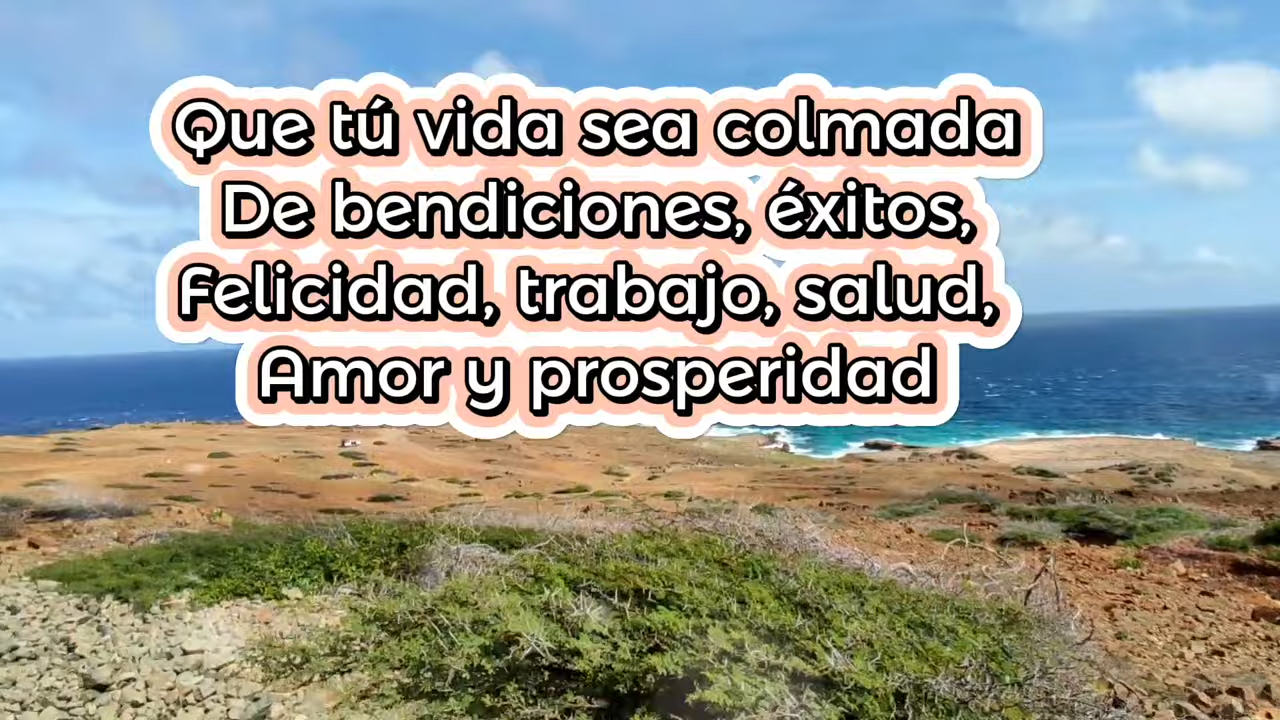 Que tú vida sea colmada
De bendiciones, éxitos,
Felicidad, trabajo, salud,
Amor y prosperidad